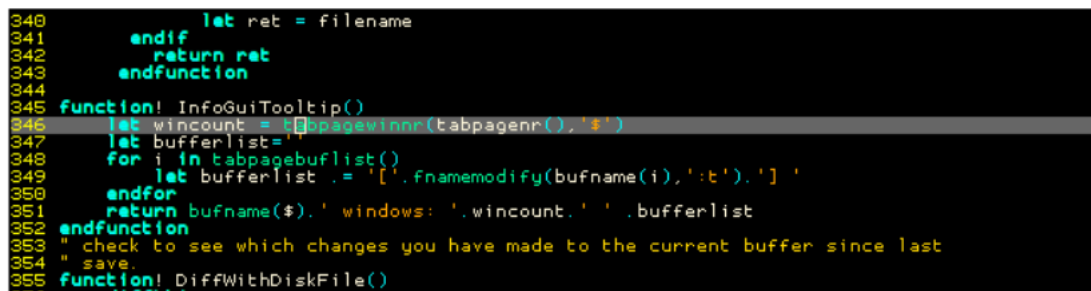 340 let ret = filename
341 endif
342 return ret
343 endfunction
344
345 function! InfoGuiTooltip()
346 let wincount = tabpagewinnr(tabpagenr(),'$')
347 let bufferlist=''
348 for i in tabpagebuflist()
349 let bufferlist .= '['.fnamemodify(bufname(i),':t').'] '
350 endfor
351 return bufname($).' windows: '.wincount.' ' .bufferlist
352 endfunction
353 " check to see which changes you have made to the current buffer since last
354 " save.
355 function! DiffWithDiskFile()